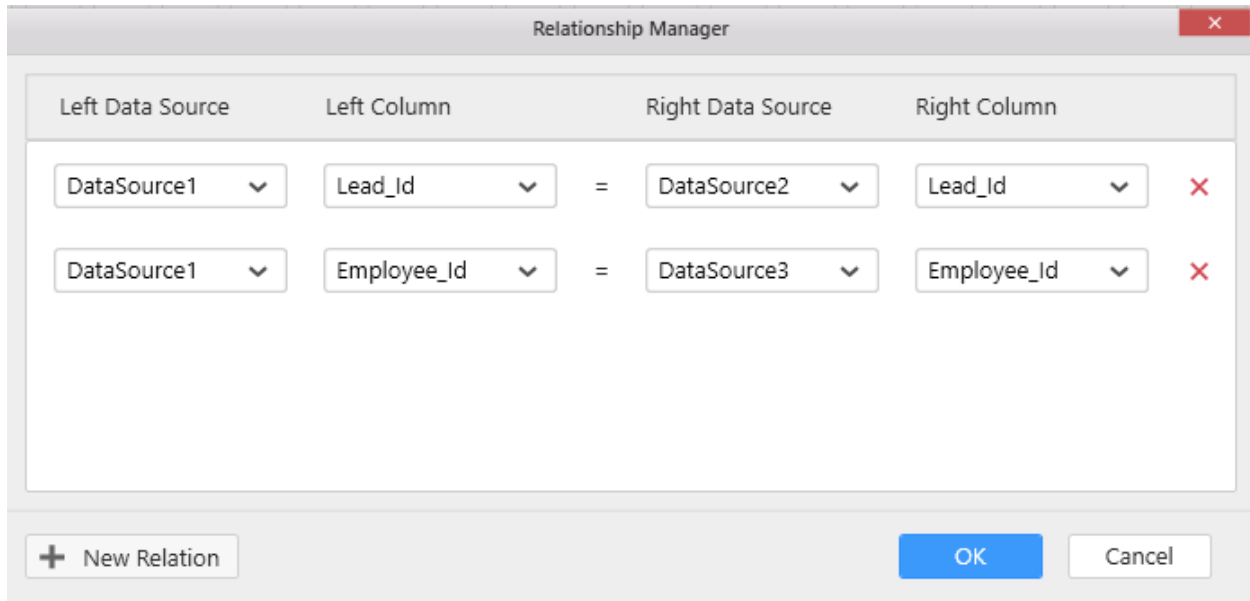 Relationship Manager
Left Data Source Left Column Right Data Source Right Column
DataSource1 Lead_Id = DataSource2 Lead_Id
DataSource1 Employee_Id = DataSource3 Employee_Id
New Relation OK Cancel